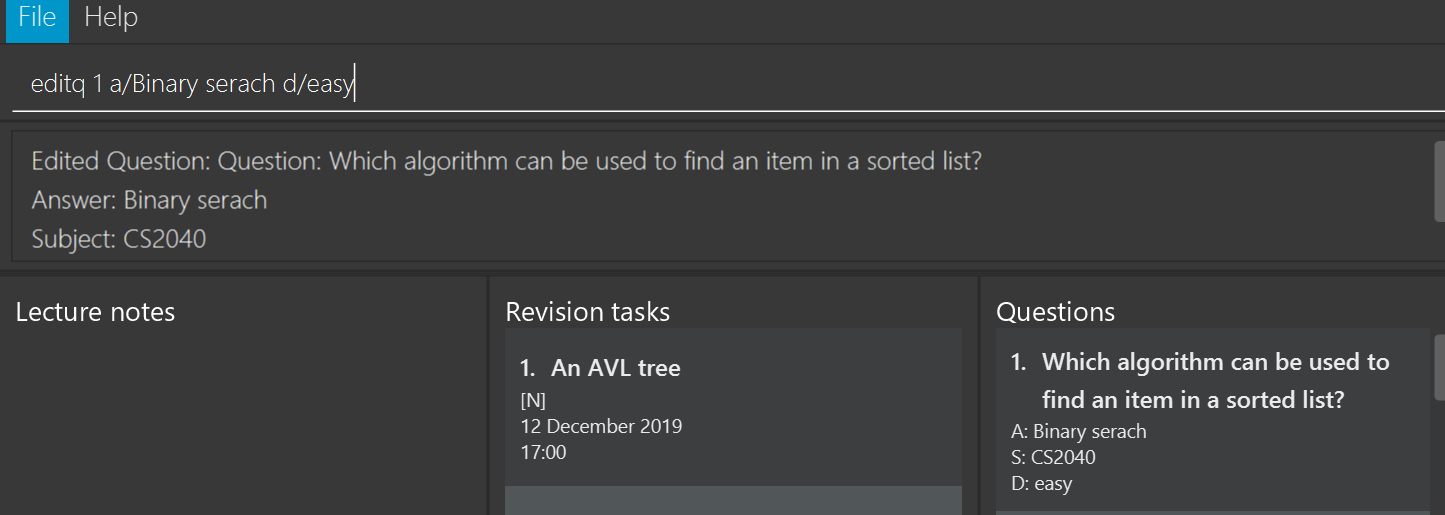 File Help
editq 1 a/Binary serach d/easy
Edited Question: Question: Which algorithm can be used to find an item in a sorted list?
Answer: Binary serach
Subject: CS2040
Lecture notes
Revision tasks
1. An AVL tree
[N]
12 December 2019
17:00
Questions
1. Which algorithm can be used to
find an item in a sorted list?
A: Binary serach
S: CS2040
D: easy